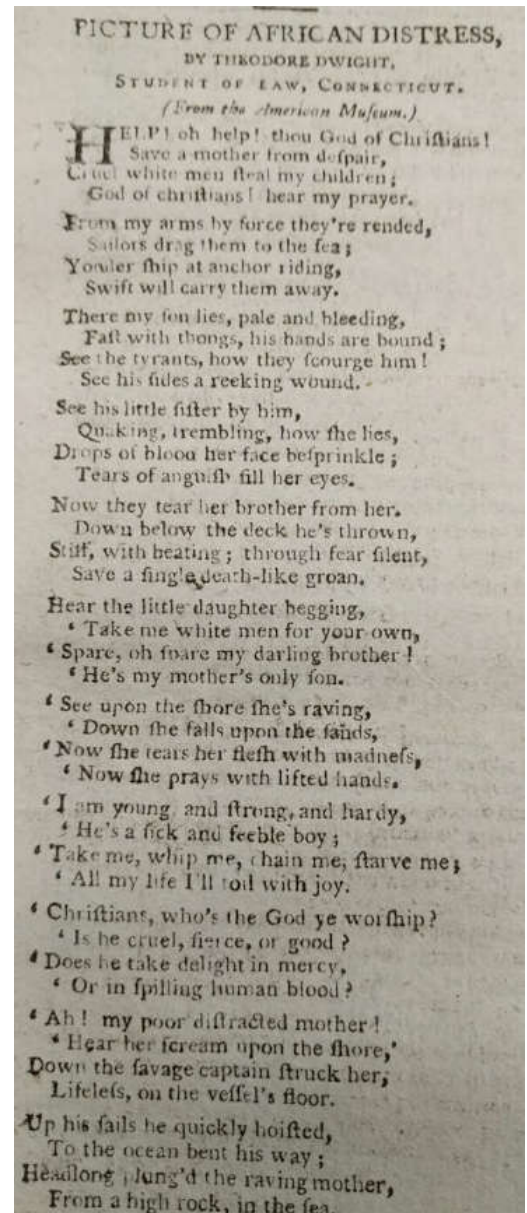 PICTURE OF AFRICAN DISTRESS,
BY THEODORE DWIGHT,
STUDENT OF LAW, CONNECTICUT.
(From the American Muſeum.)
HELP! oh help! thou God of Chriſtians!
Save a mother from deſpair,
Cruel white men ſteal my children;
God of chriſtians! hear my prayer.
From my arms by force they're rended,
Sailors drag them to the ſea;
Yonder ſhip at anchor riding,
Swift will carry them away.
There my ſon lies, pale and bleeding,
Faſt with thongs, his hands are bound;
See the tyrants, how they ſcourge him!
See his ſides a reeking wound.
See his little ſiſter by him,
Quaking, trembling, how ſhe lies,
Drops of blood her face beſprinkle;
Tears of anguiſh fill her eyes.
Now they tear her brother from her.
Down below the deck he's thrown,
Stiff, with beating; through fear ſilent,
Save a ſingle death-like groan.
Hear the little daughter begging,
‘ Take me white men for your own,
‘ Spare, oh ſpare my darling brother!
‘ He's my mother's only ſon.
‘ See upon the ſhore ſhe's raving,
‘ Down ſhe falls upon the ſands,
‘ Now ſhe tears her fleſh with madneſs,
‘ Now ſhe prays with lifted hands.
‘ I am young, and ſtrong, and hardy,
‘ He's a ſick and feeble boy;
‘ Take me, whip me, chain me, ſtarve me;
‘ All my life I'll toil with joy.
‘ Chriſtians, who's the God ye worſhip?
‘ Is he cruel, fierce, or good?
‘ Does he take delight in mercy,
‘ Or in ſpilling human blood?
‘ Ah! my poor diſtracted mother!
‘ Hear her ſcream upon the ſhore,’
Down the ſavage captain ſtruck her,
Lifeleſs, on the veſſel's floor.
Up his ſails he quickly hoiſted,
To the ocean bent his way;
Headlong plung'd the raving mother,
From a high rock, in the ſea.